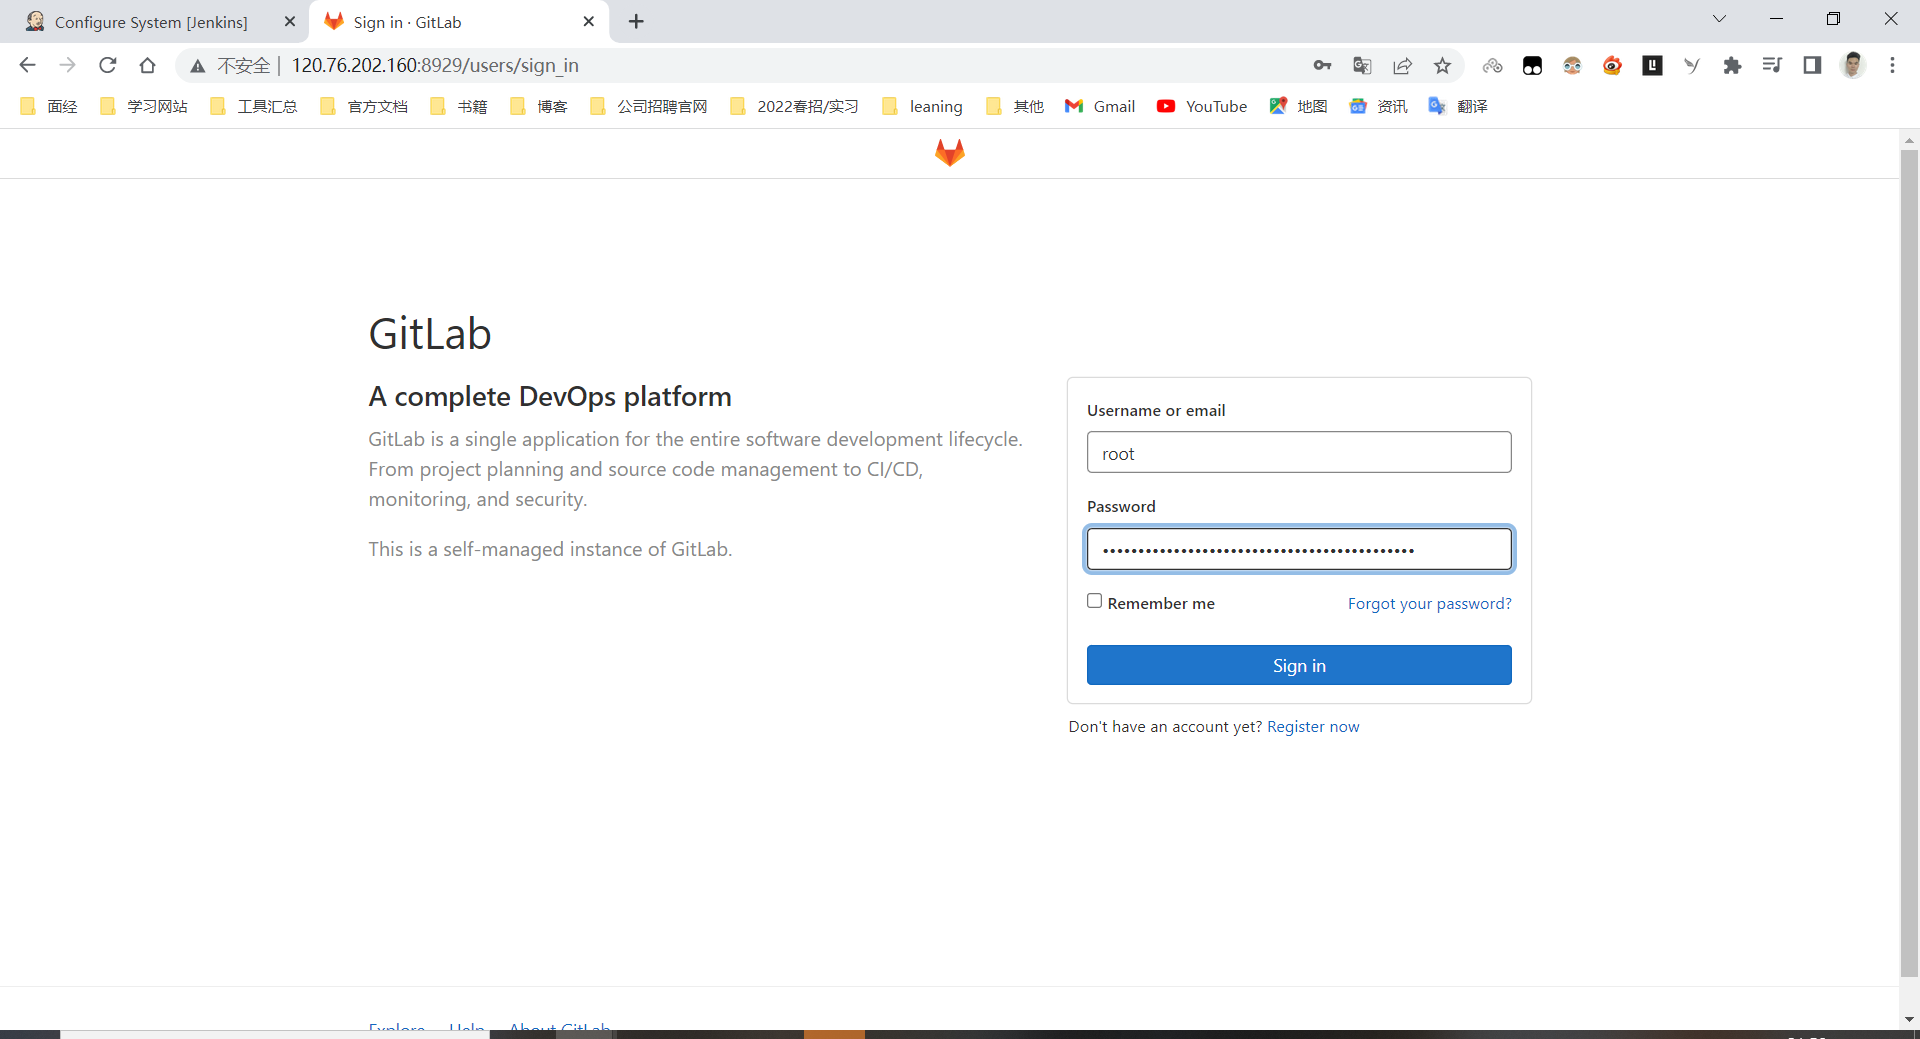 Configure System [Jenkins]
Sign in · GitLab
不安全 | 120.76.202.160:8929/users/sign_in
面经 学习网站 工具汇总 官方文档 书籍 博客 公司招聘官网 2022春招/实习 leaning 其他 Gmail YouTube 地图 资讯 翻译
GitLab
A complete DevOps platform
GitLab is a single application for the entire software development lifecycle.
From project planning and source code management to CI/CD,
monitoring, and security.
This is a self-managed instance of GitLab.
Username or email
root
Password
Remember me
Forgot your password?
Sign in
Don't have an account yet? Register now
Explore Help About GitLab